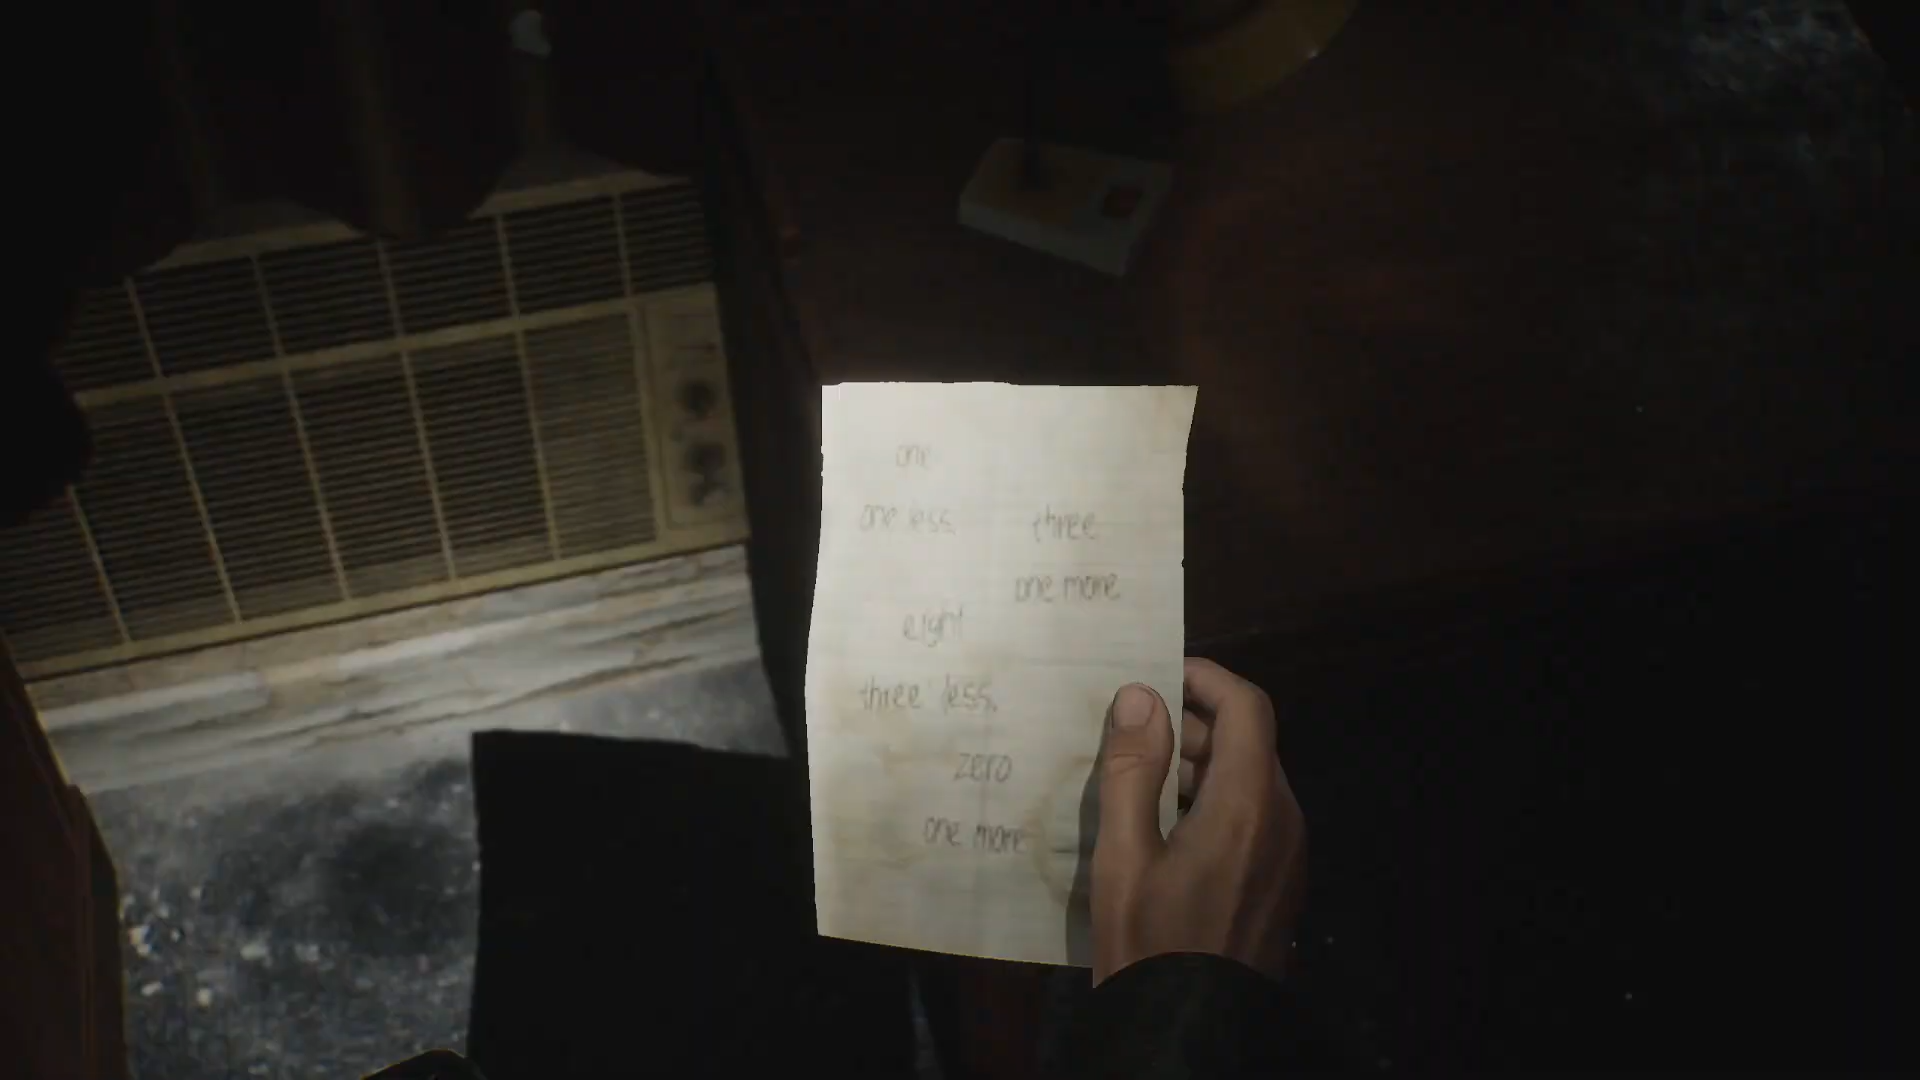 one
one less
three
one more
eight
three less.
zero
one more